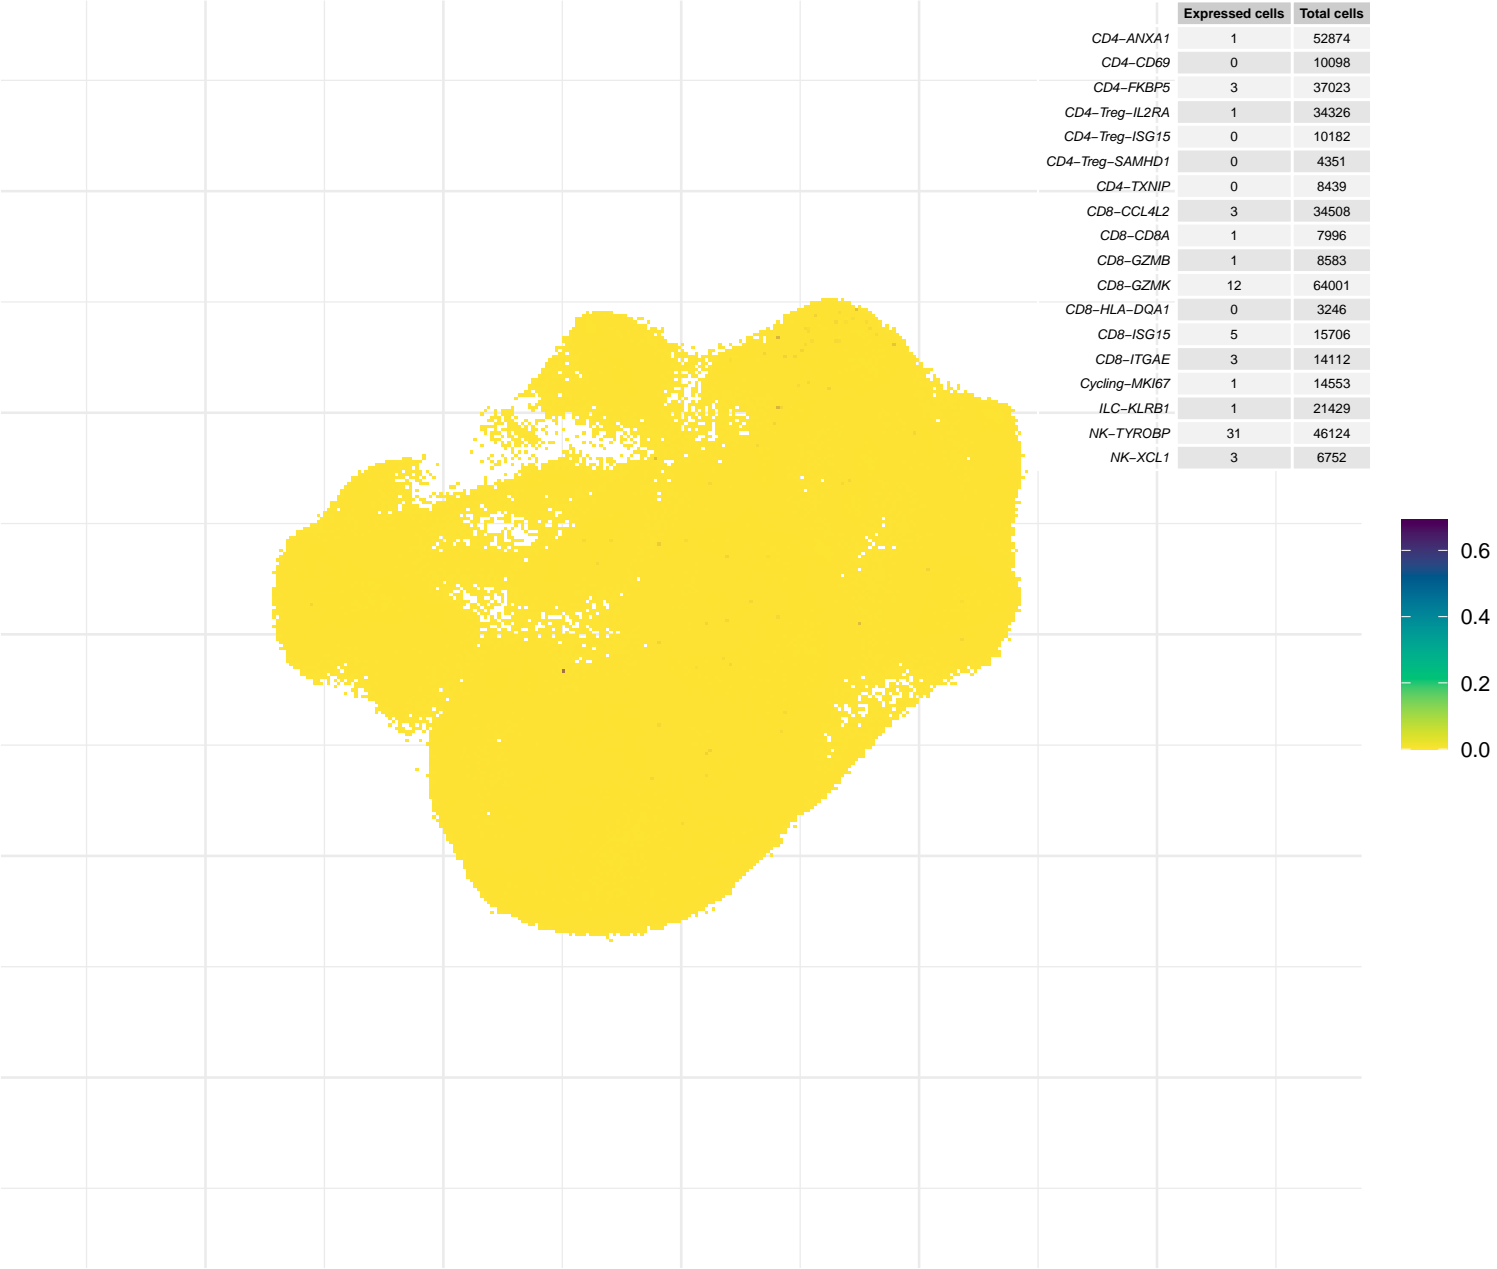 Expressed cells Total cells
CD4−ANXA1 1 52874
CD4−CD69 0 10098
CD4−FKBP5 3 37023
CD4−Treg−IL2RA 1 34326
CD4−Treg−ISG15 0 10182
CD4−Treg−SAMHD1 0 4351
CD4−TXNIP 0 8439
CD8−CCL4L2 3 34508
CD8−CD8A 1 7996
CD8−GZMB 1 8583
CD8−GZMK 12 64001
CD8−HLA−DQA1 0 3246
CD8−ISG15 5 15706
CD8−ITGAE 3 14112
Cycling−MKI67 1 14553
ILC−KLRB1 1 21429
NK−TYROBP 31 46124
NK−XCL1 3 6752
0.6
0.4
0.2
0.0